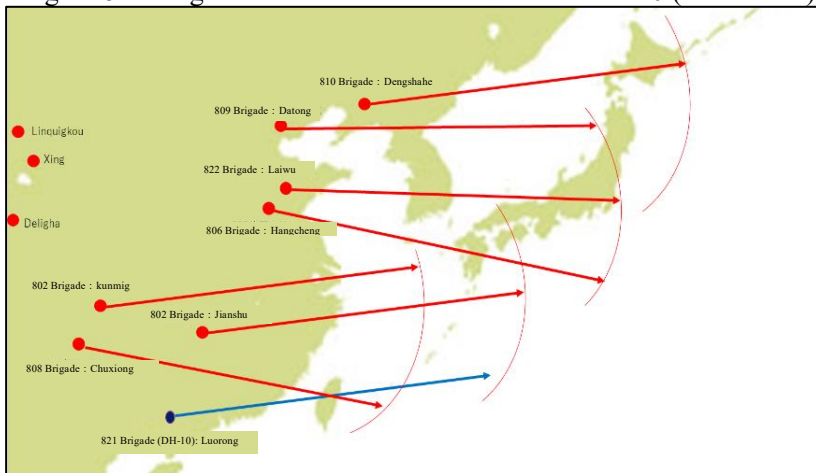 810 Brigade：Dengshahe
809 Brigade：Datong
Linquigkou
Xing
822 Brigade：Laiwu
Deligha
806 Brigade：Hangcheng
802 Brigade：kunmig
802 Brigade：Jianshu
808 Brigade：Chuxiong
821 Brigade (DH-10): Luorong